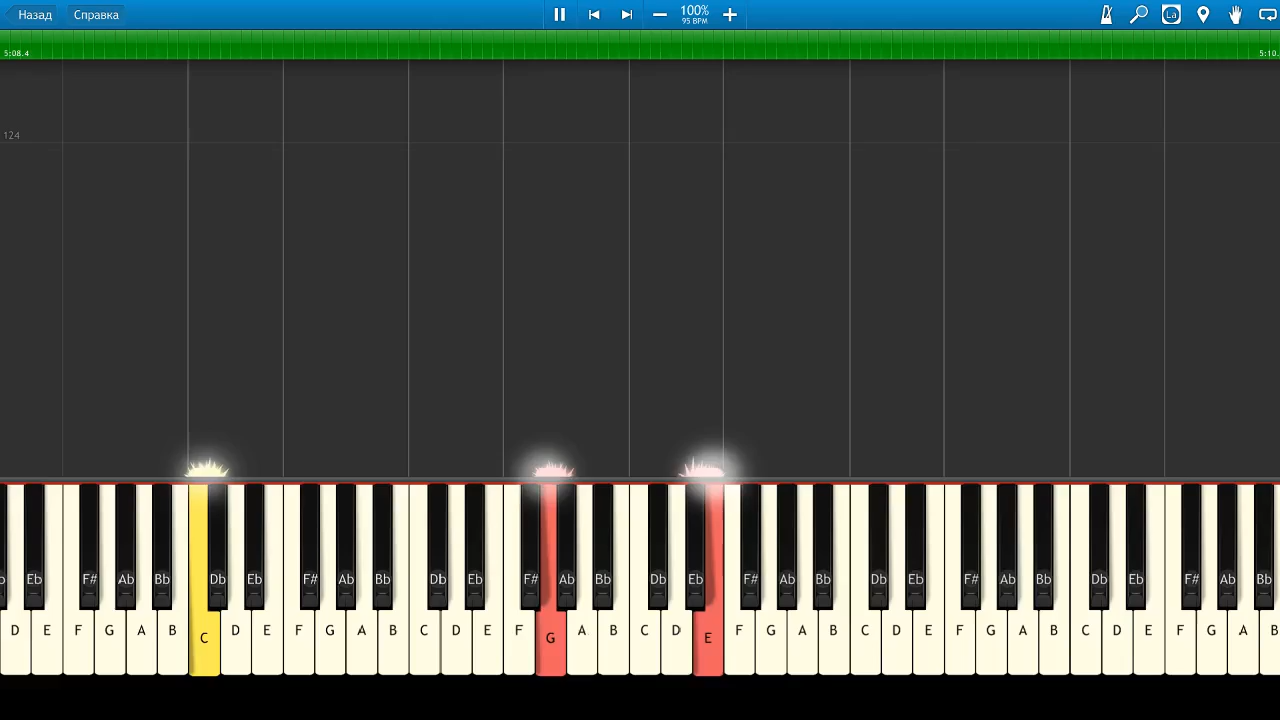 Назад Справка 100% La
95 BPM
5:08.4 5:10.
124
Eb F# Ab Bb Db Eb F# Ab Bb Db Eb F# Ab Bb Db Eb F# Ab Bb Db Eb F# Ab Bb Db Eb F# Ab Bb
D E F G A B C D E F G A B C D E F G A B C D E F G A B C D E F G A B C D E F G A B